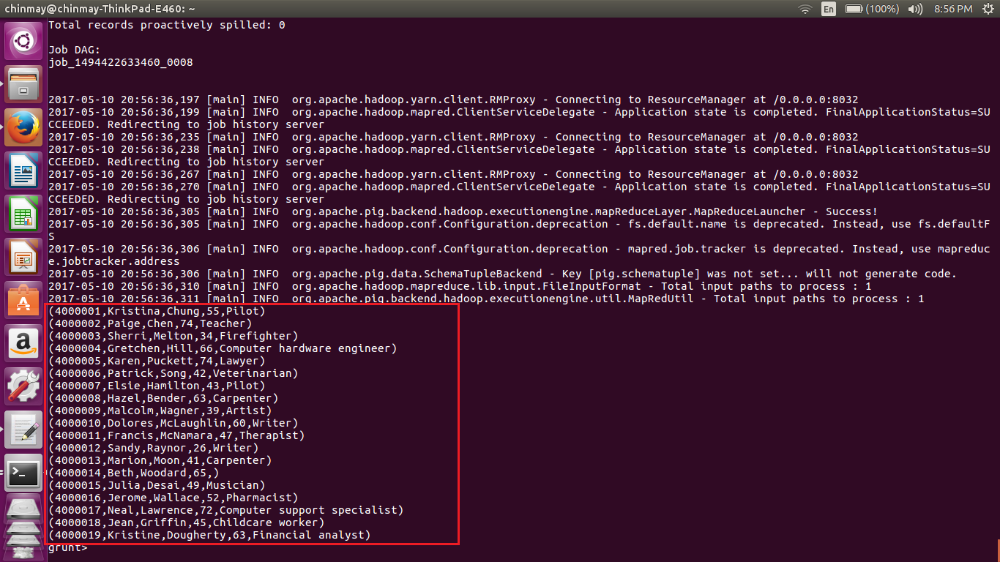 chinmay@chinmay-ThinkPad-E460: ~
En (100%) 8:56 PM
Total records proactively spilled: 0
Job DAG:
job_1494422633460_0008
2017-05-10 20:56:36,197 [main] INFO  org.apache.hadoop.yarn.client.RMProxy - Connecting to ResourceManager at /0.0.0.0:8032
2017-05-10 20:56:36,199 [main] INFO  org.apache.hadoop.mapred.ClientServiceDelegate - Application state is completed. FinalApplicationStatus=SU
CCEEDED. Redirecting to job history server
2017-05-10 20:56:36,235 [main] INFO  org.apache.hadoop.yarn.client.RMProxy - Connecting to ResourceManager at /0.0.0.0:8032
2017-05-10 20:56:36,238 [main] INFO  org.apache.hadoop.mapred.ClientServiceDelegate - Application state is completed. FinalApplicationStatus=SU
CCEEDED. Redirecting to job history server
2017-05-10 20:56:36,267 [main] INFO  org.apache.hadoop.yarn.client.RMProxy - Connecting to ResourceManager at /0.0.0.0:8032
2017-05-10 20:56:36,270 [main] INFO  org.apache.hadoop.mapred.ClientServiceDelegate - Application state is completed. FinalApplicationStatus=SU
CCEEDED. Redirecting to job history server
2017-05-10 20:56:36,305 [main] INFO  org.apache.pig.backend.hadoop.executionengine.mapReduceLayer.MapReduceLauncher - Success!
2017-05-10 20:56:36,305 [main] INFO  org.apache.hadoop.conf.Configuration.deprecation - fs.default.name is deprecated. Instead, use fs.defaultF
S
2017-05-10 20:56:36,306 [main] INFO  org.apache.hadoop.conf.Configuration.deprecation - mapred.job.tracker is deprecated. Instead, use mapreduc
e.jobtracker.address
2017-05-10 20:56:36,306 [main] INFO  org.apache.pig.data.SchemaTupleBackend - Key [pig.schematuple] was not set... will not generate code.
2017-05-10 20:56:36,310 [main] INFO  org.apache.hadoop.mapreduce.lib.input.FileInputFormat - Total input paths to process : 1
2017-05-10 20:56:36,311 [main] INFO  org.apache.pig.backend.hadoop.executionengine.util.MapRedUtil - Total input paths to process : 1
(4000001,Kristina,Chung,55,Pilot)
(4000002,Paige,Chen,74,Teacher)
(4000003,Sherri,Melton,34,Firefighter)
(4000004,Gretchen,Hill,66,Computer hardware engineer)
(4000005,Karen,Puckett,74,Lawyer)
(4000006,Patrick,Song,42,Veterinarian)
(4000007,Elsie,Hamilton,43,Pilot)
(4000008,Hazel,Bender,63,Carpenter)
(4000009,Malcolm,Wagner,39,Artist)
(4000010,Dolores,McLaughlin,60,Writer)
(4000011,Francis,McNamara,47,Therapist)
(4000012,Sandy,Raynor,26,Writer)
(4000013,Marion,Moon,41,Carpenter)
(4000014,Beth,Woodard,65,)
(4000015,Julia,Desai,49,Musician)
(4000016,Jerome,Wallace,52,Pharmacist)
(4000017,Neal,Lawrence,72,Computer support specialist)
(4000018,Jean,Griffin,45,Childcare worker)
(4000019,Kristine,Dougherty,63,Financial analyst)
grunt>